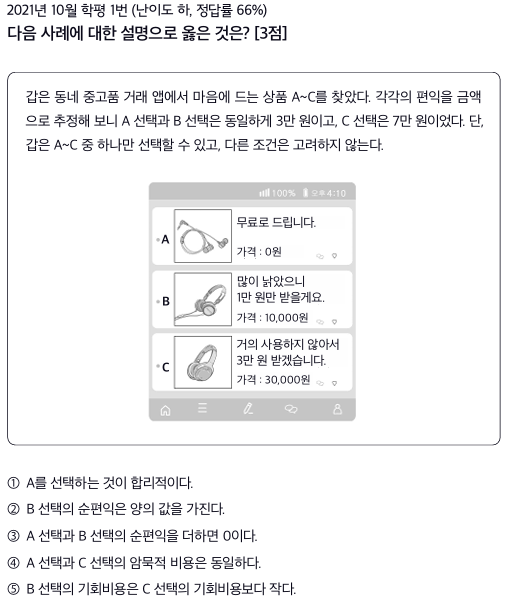 2021년 10월 학평 1번 (난이도 하, 정답률 66%)
다음 사례에 대한 설명으로 옳은 것은? [3점]
갑은 동네 중고품 거래 앱에서 마음에 드는 상품 A~C를 찾았다. 각각의 편익을 금액
으로 추정해 보니 A 선택과 B 선택은 동일하게 3만 원이고, C 선택은 7만 원이었다. 단,
갑은 A~C 중 하나만 선택할 수 있고, 다른 조건은 고려하지 않는다.
100% 오후 4:10
A
무료로 드립니다.
가격 : 0원
B
많이 낡았으니
1만 원만 받을게요.
가격 : 10,000원
C
거의 사용하지 않아서
3만 원 받겠습니다.
가격 : 30,000원
① A를 선택하는 것이 합리적이다.
② B 선택의 순편익은 양의 값을 가진다.
③ A 선택과 B 선택의 순편익을 더하면 0이다.
④ A 선택과 C 선택의 암묵적 비용은 동일하다.
⑤ B 선택의 기회비용은 C 선택의 기회비용보다 작다.